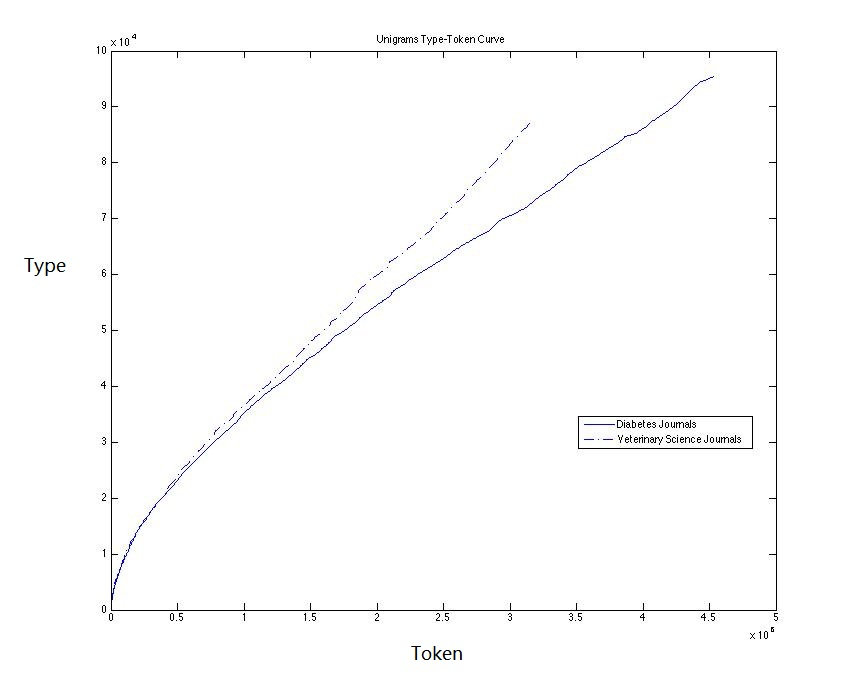 Unigrams Type-Token Curve
x 10^4
10
9
8
7
6
5
4
3
2
1
0
Type
Diabetes Journals
Veterinary Science Journals
0 0.5 1 1.5 2 2.5 3 3.5 4 4.5 5
x 10^6
Token